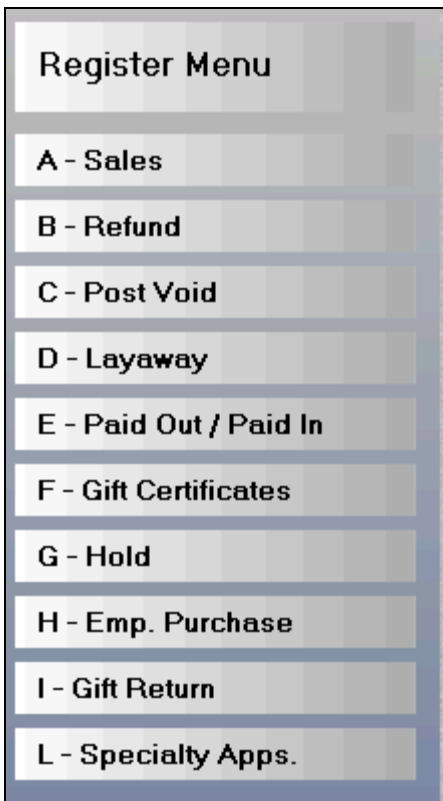 Register Menu
A - Sales
B - Refund
C - Post Void
D - Layaway
E - Paid Out / Paid In
F - Gift Certificates
G - Hold
H - Emp. Purchase
I - Gift Return
L - Specialty Apps.